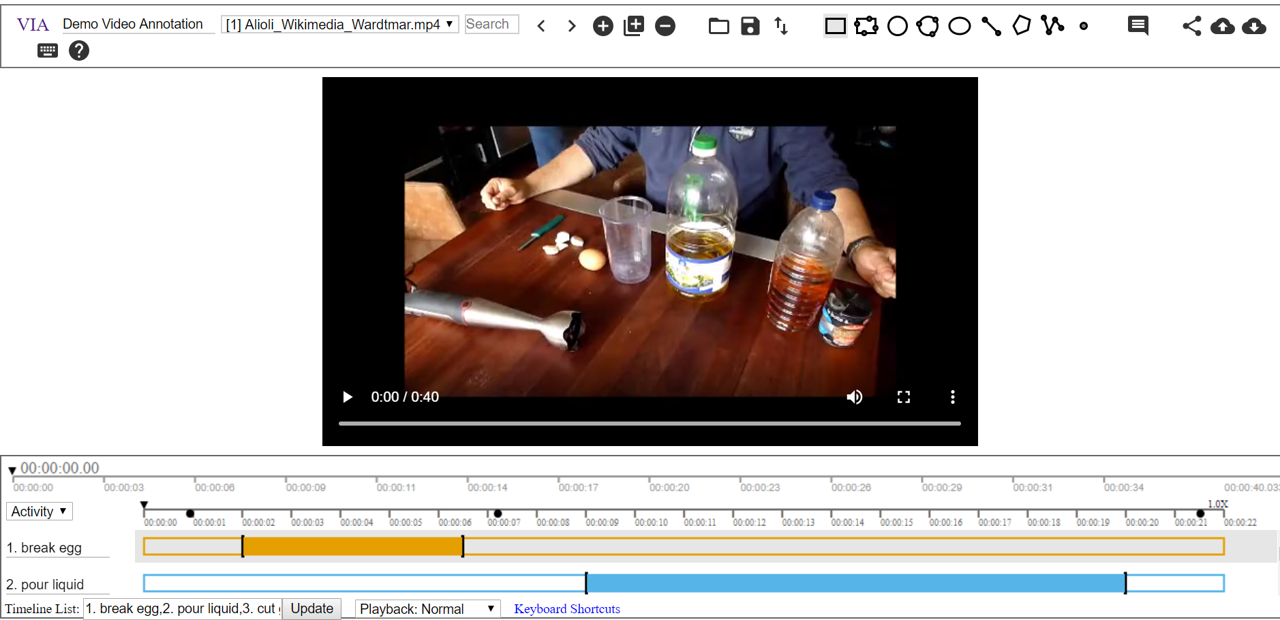 VIA Demo Video Annotation [1] Alioli_Wikimedia_Wardtmar.mp4 Search
0:00 / 0:40
00:00:00.00
00:00:00 00:00:03 00:00:06 00:00:09 00:00:11 00:00:14 00:00:17 00:00:20 00:00:23 00:00:26 00:00:29 00:00:31 00:00:34 00:00:40.03
Activity 1.0X
00:00:00 00:00:01 00:00:02 00:00:03 00:00:04 00:00:05 00:00:06 00:00:07 00:00:08 00:00:09 00:00:10 00:00:11 00:00:12 00:00:13 00:00:14 00:00:15 00:00:16 00:00:17 00:00:18 00:00:19 00:00:20 00:00:21 00:00:22
1. break egg
2. pour liquid
Timeline List: 1. break egg,2. pour liquid,3. cut Update Playback: Normal Keyboard Shortcuts